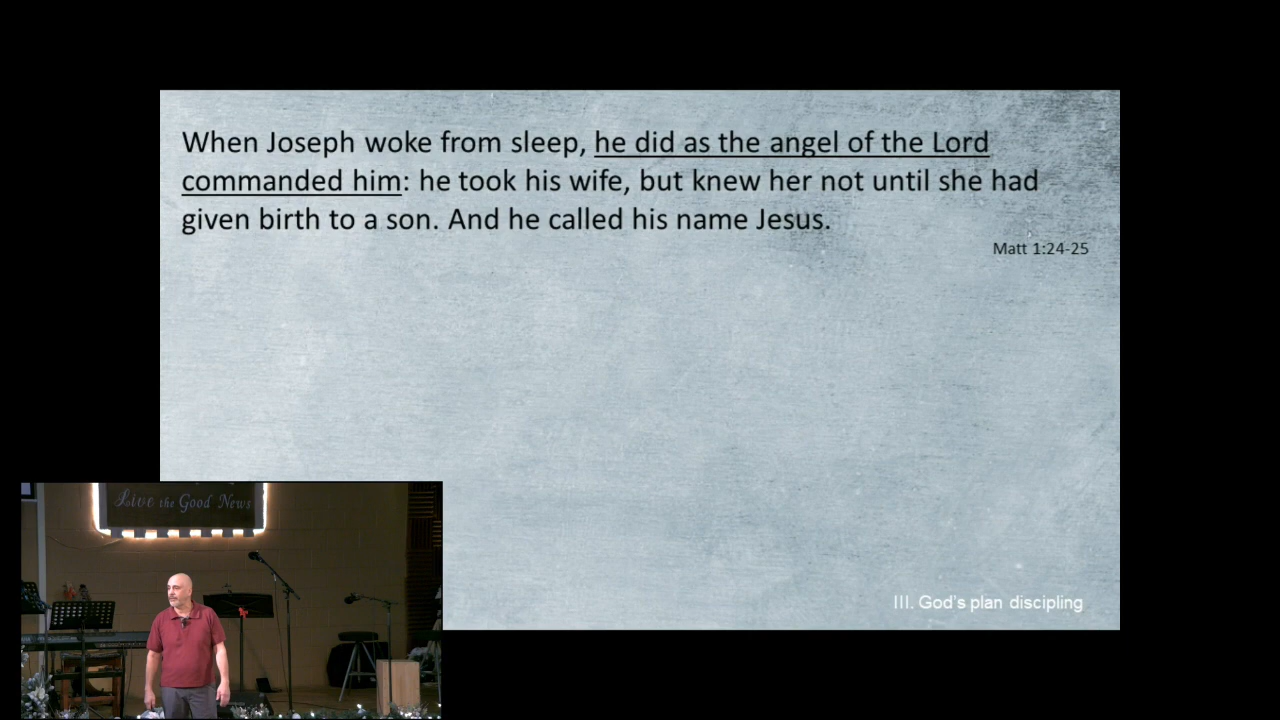 When Joseph woke from sleep, he did as the angel of the Lord
commanded him: he took his wife, but knew her not until she had
given birth to a son. And he called his name Jesus.
Matt 1:24-25
Live the Good News
III. God's plan discipling